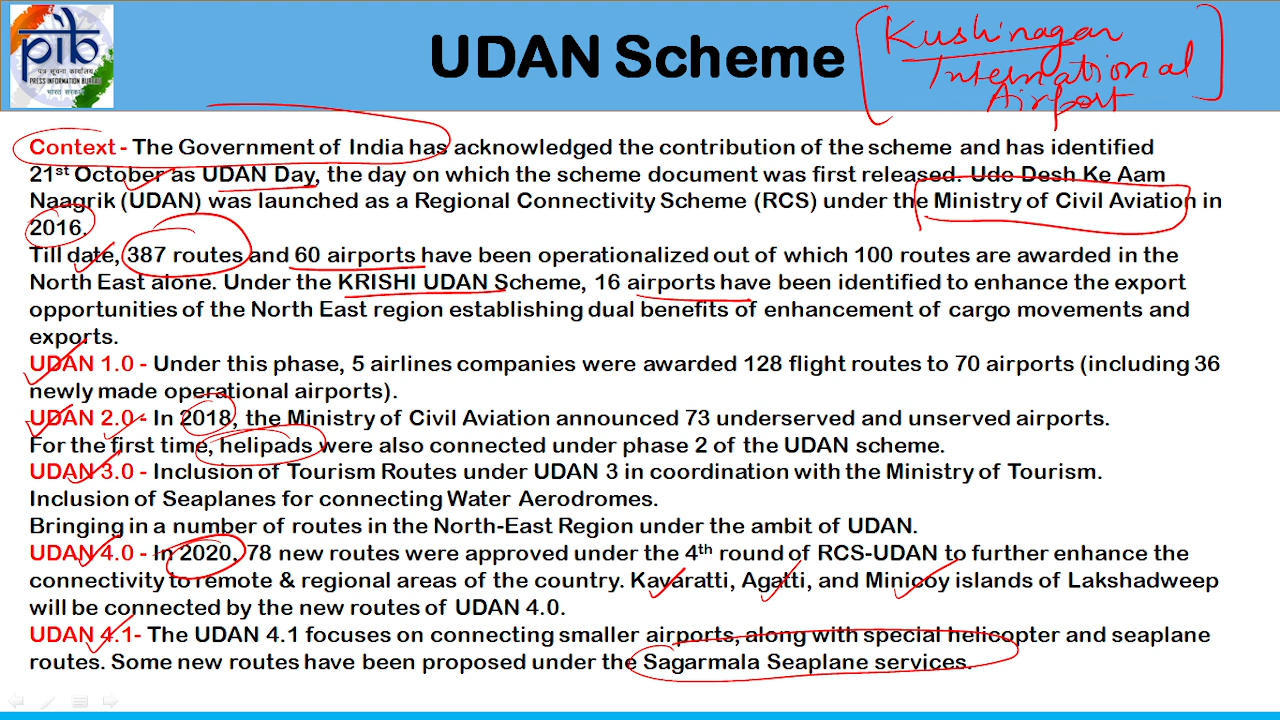 pib
पत्र सूचना कार्यालय
PRESS INFORMATION BUREAU
भारत सरकार
UDAN Scheme
Kushinagar
International
Airport
Context - The Government of India has acknowledged the contribution of the scheme and has identified
21st October as UDAN Day, the day on which the scheme document was first released. Ude Desh Ke Aam
Naagrik (UDAN) was launched as a Regional Connectivity Scheme (RCS) under the Ministry of Civil Aviation in
2016.
Till date, 387 routes and 60 airports have been operationalized out of which 100 routes are awarded in the
North East alone. Under the KRISHI UDAN Scheme, 16 airports have been identified to enhance the export
opportunities of the North East region establishing dual benefits of enhancement of cargo movements and
exports.
UDAN 1.0 - Under this phase, 5 airlines companies were awarded 128 flight routes to 70 airports (including 36
newly made operational airports).
UDAN 2.0 - In 2018, the Ministry of Civil Aviation announced 73 underserved and unserved airports.
For the first time, helipads were also connected under phase 2 of the UDAN scheme.
UDAN 3.0 - Inclusion of Tourism Routes under UDAN 3 in coordination with the Ministry of Tourism.
Inclusion of Seaplanes for connecting Water Aerodromes.
Bringing in a number of routes in the North-East Region under the ambit of UDAN.
UDAN 4.0 - In 2020, 78 new routes were approved under the 4th round of RCS-UDAN to further enhance the
connectivity to remote & regional areas of the country. Kavaratti, Agatti, and Minicoy islands of Lakshadweep
will be connected by the new routes of UDAN 4.0.
UDAN 4.1- The UDAN 4.1 focuses on connecting smaller airports, along with special helicopter and seaplane
routes. Some new routes have been proposed under the Sagarmala Seaplane services.